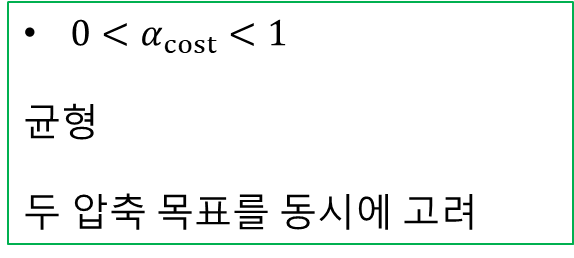 • 0 < α_cost < 1
균형
두 압축 목표를 동시에 고려